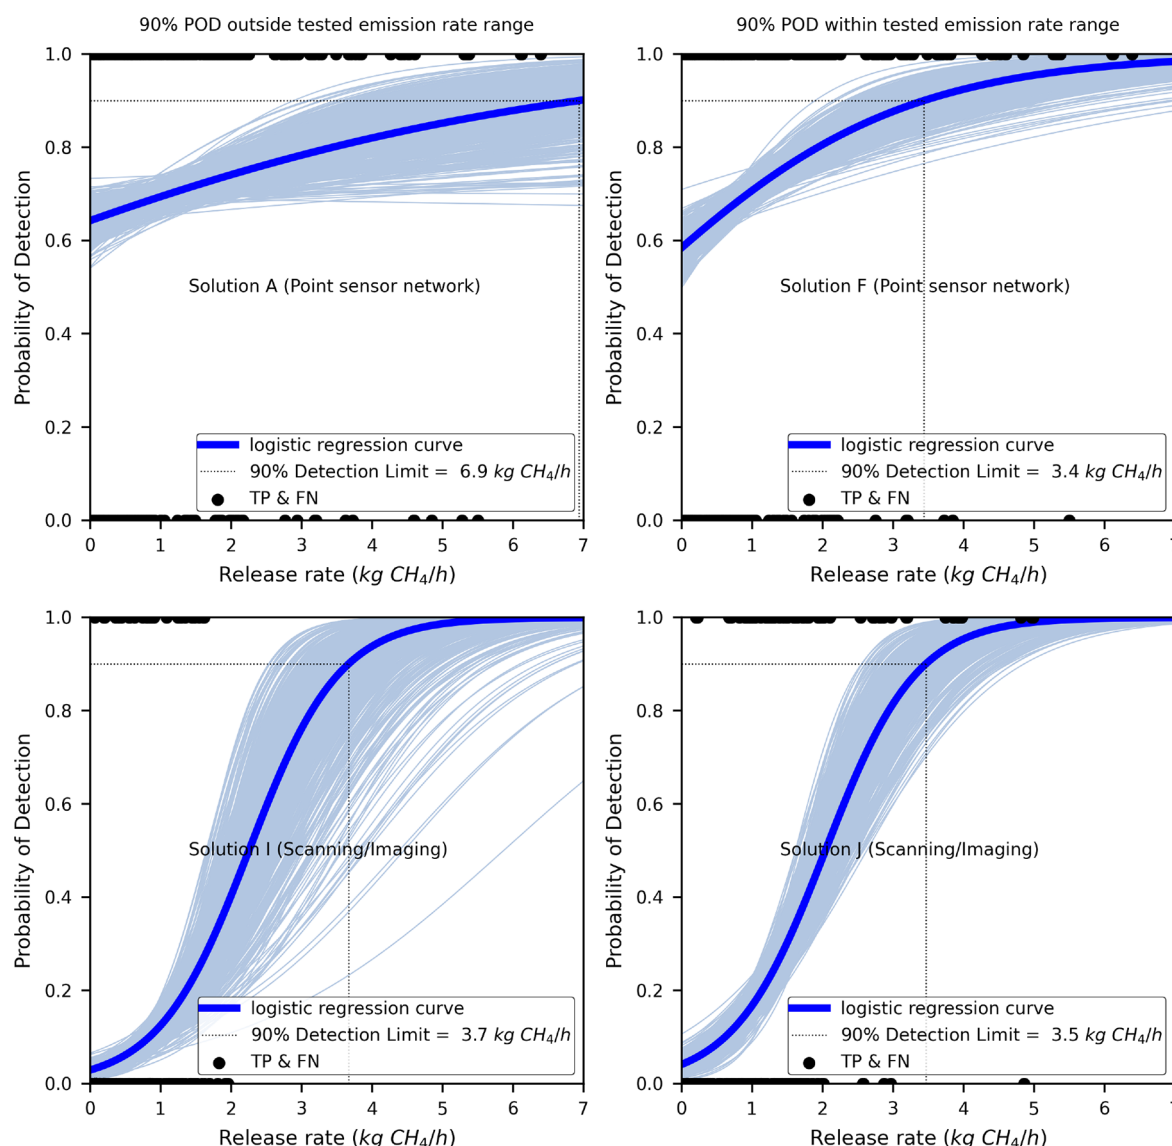 90% POD outside tested emission rate range
90% POD within tested emission rate range
1.0
0.8
0.6
0.4
0.2
0.0
Probability of Detection
Solution A (Point sensor network)
logistic regression curve
90% Detection Limit = 6.9 kg CH₄/h
TP & FN
0 1 2 3 4 5 6 7
Release rate (kg CH₄/h)
1.0
0.8
0.6
0.4
0.2
0.0
Probability of Detection
Solution F (Point sensor network)
logistic regression curve
90% Detection Limit = 3.4 kg CH₄/h
TP & FN
0 1 2 3 4 5 6 7
Release rate (kg CH₄/h)
1.0
0.8
0.6
0.4
0.2
0.0
Probability of Detection
Solution I (Scanning/Imaging)
logistic regression curve
90% Detection Limit = 3.7 kg CH₄/h
TP & FN
0 1 2 3 4 5 6 7
Release rate (kg CH₄/h)
1.0
0.8
0.6
0.4
0.2
0.0
Probability of Detection
Solution J (Scanning/Imaging)
logistic regression curve
90% Detection Limit = 3.5 kg CH₄/h
TP & FN
0 1 2 3 4 5 6 7
Release rate (kg CH₄/h)